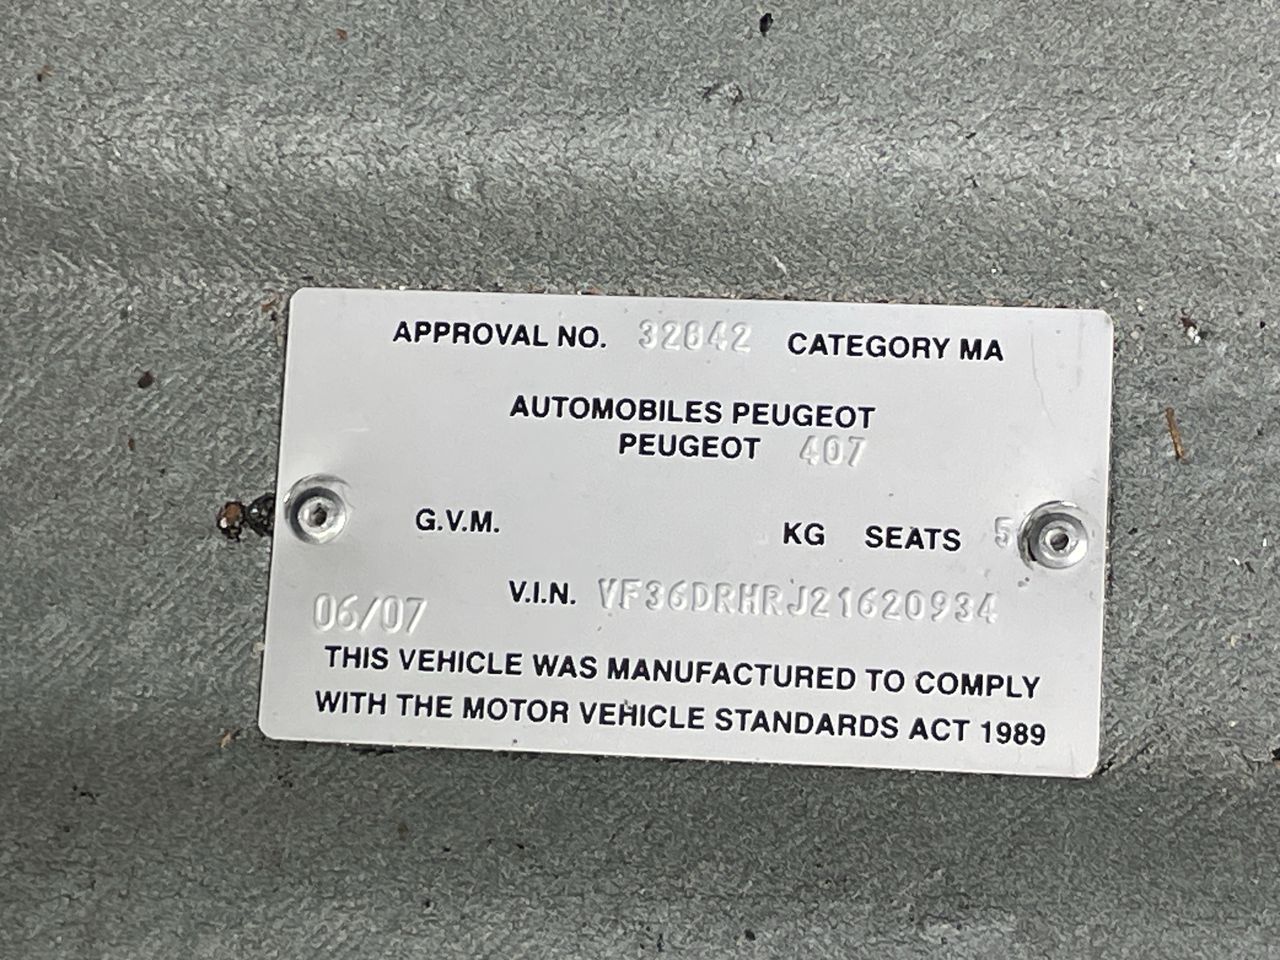 APPROVAL NO. 32642 CATEGORY MA
AUTOMOBILES PEUGEOT
PEUGEOT 407
G.V.M. KG SEATS 5
V.I.N. VF36DRHRJ21620934
06/07
THIS VEHICLE WAS MANUFACTURED TO COMPLY
WITH THE MOTOR VEHICLE STANDARDS ACT 1989